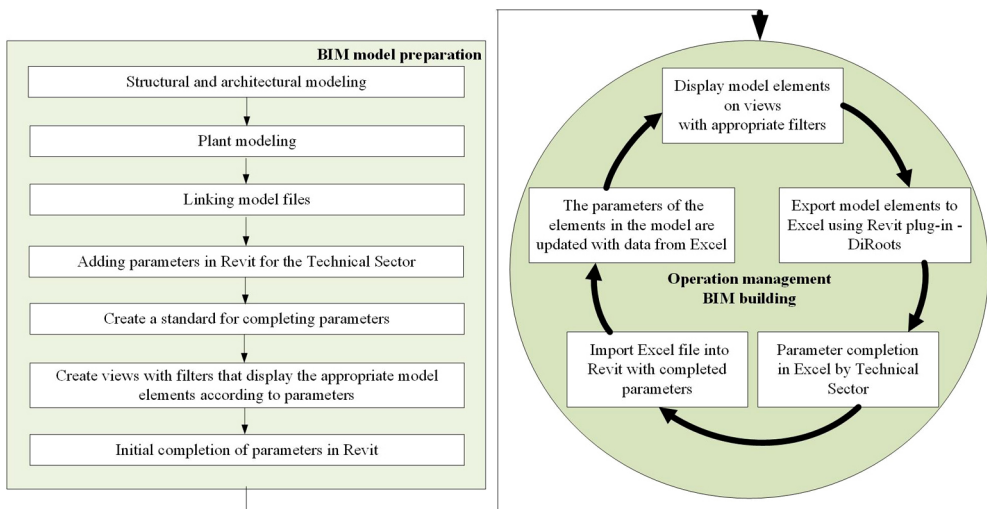 BIM model preparation
Structural and architectural modeling
Plant modeling
Linking model files
Adding parameters in Revit for the Technical Sector
Create a standard for completing parameters
Create views with filters that display the appropriate model
elements according to parameters
Initial completion of parameters in Revit
Display model elements
on views
with appropriate filters
Export model elements to
Excel using Revit plug-in -
DiRoots
Parameter completion
in Excel by Technical
Sector
Import Excel file into
Revit with completed
parameters
The parameters of the
elements in the model are
updated with data from Excel
Operation management
BIM building